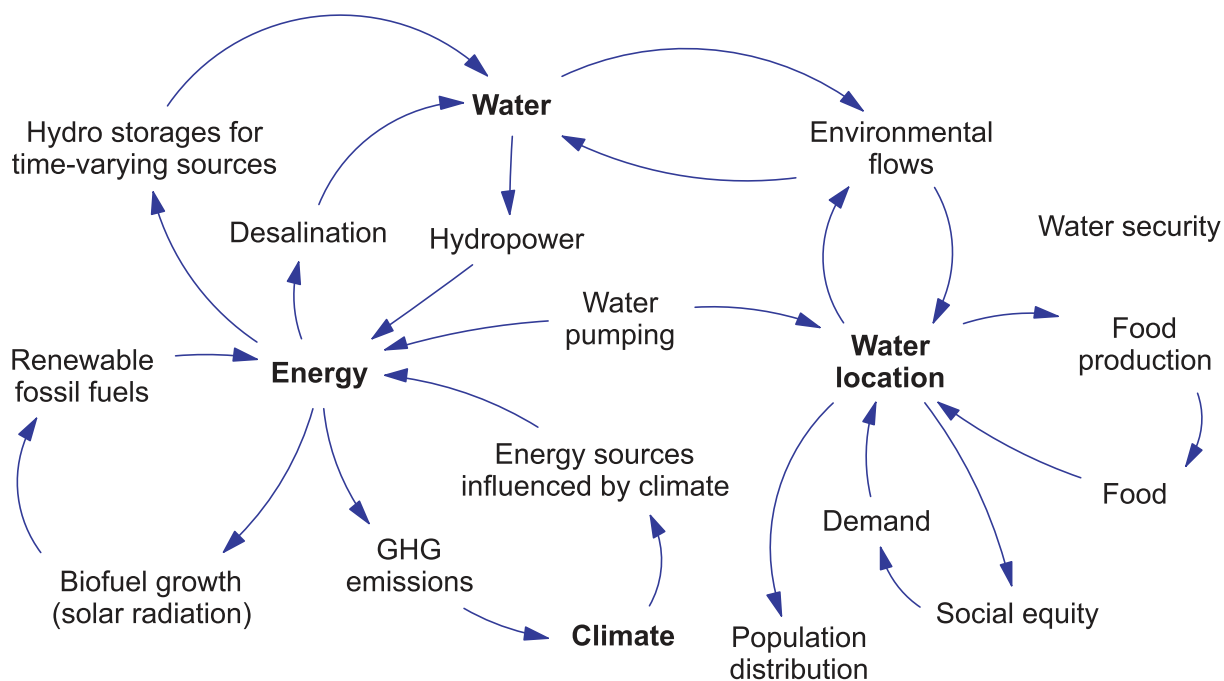 Water
Hydro storages for
time-varying sources
Environmental
flows
Desalination
Hydropower
Water security
Water
pumping
Renewable
fossil fuels
Energy
Water
location
Food
production
Energy sources
influenced by climate
Food
Demand
GHG
emissions
Biofuel growth
(solar radiation)
Climate
Social equity
Population
distribution